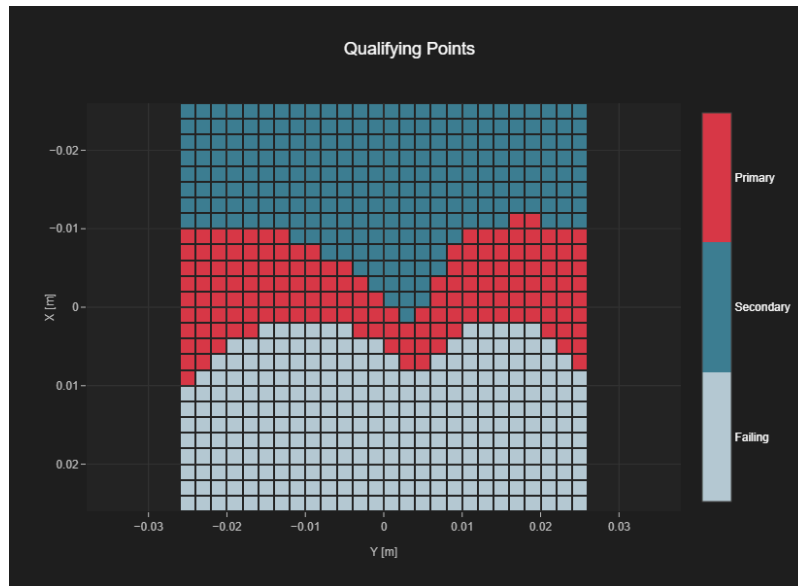 Qualifying Points
−0.02
−0.01
0
0.01
0.02
X [m]
−0.03
−0.02
−0.01
0
0.01
0.02
0.03
Y [m]
Primary
Secondary
Failing